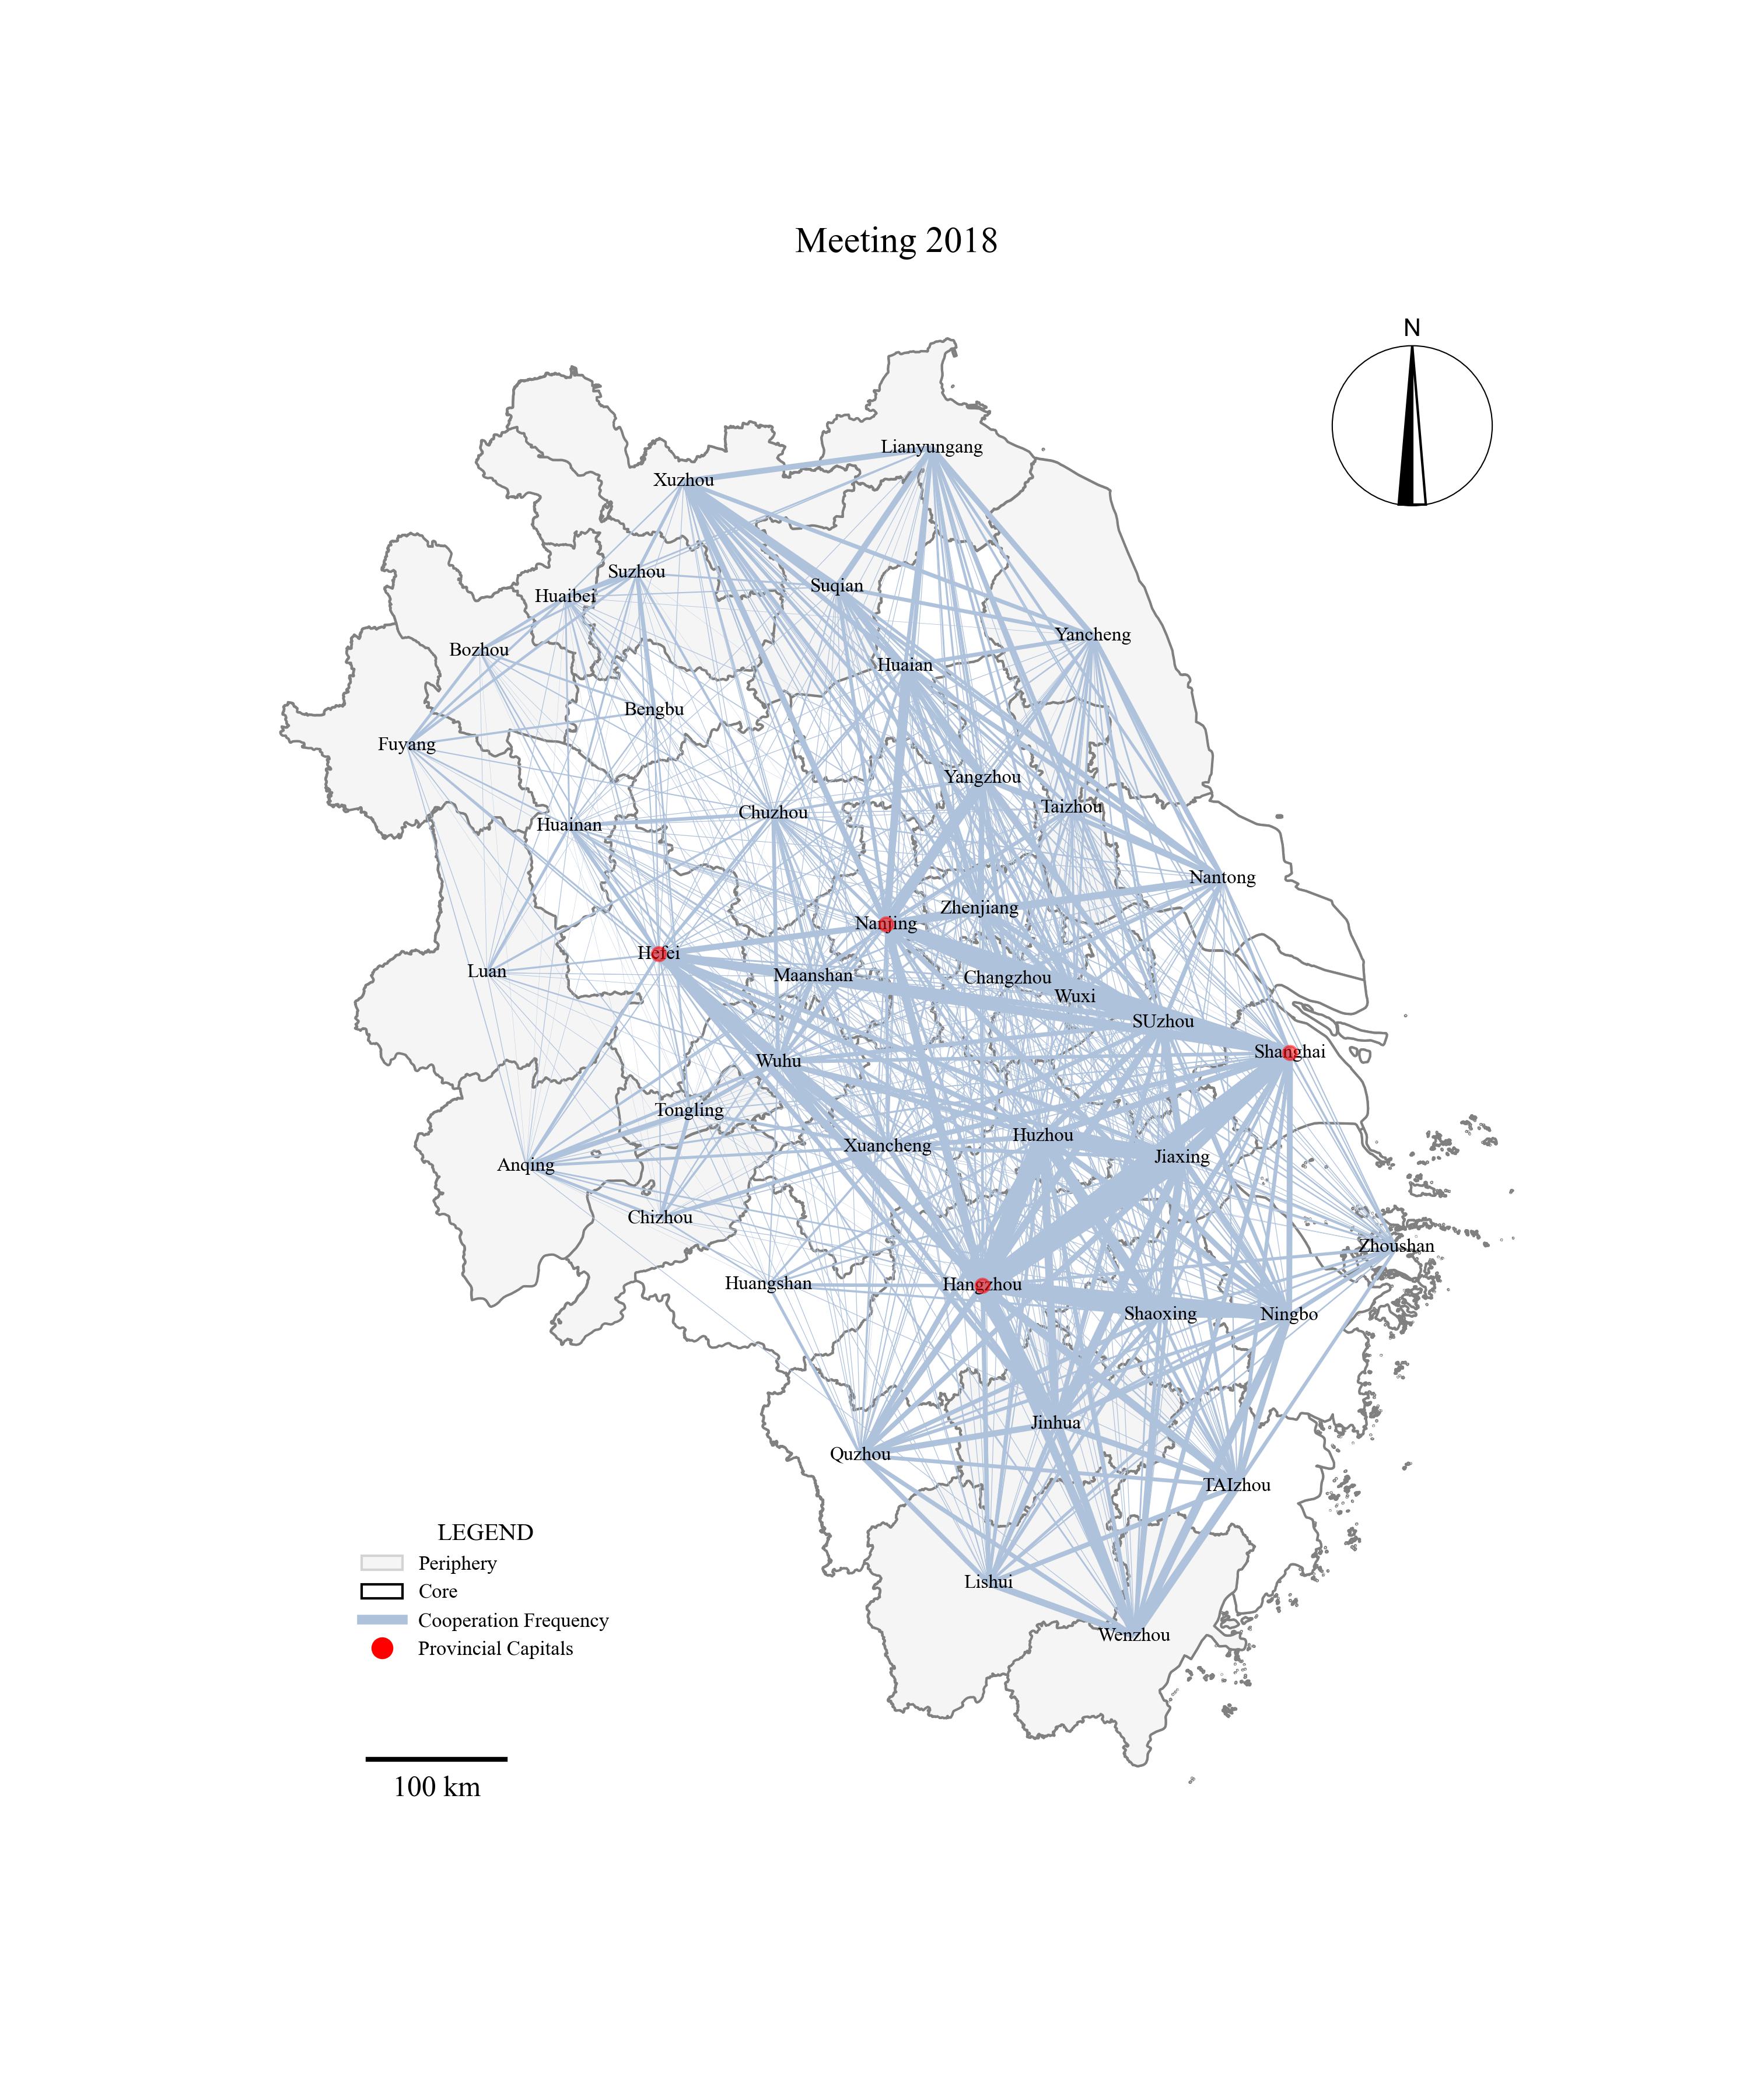 Meeting 2018
N
Lianyungang
Xuzhou
Suzhou
Suqian
Huaibei
Yancheng
Bozhou
Huaian
Bengbu
Fuyang
Yangzhou
Taizhou
Chuzhou
Huainan
Nantong
Zhenjiang
Nanjing
Hefei
Luan
Maanshan
Changzhou
Wuxi
SUzhou
Shanghai
Wuhu
Tongling
Huzhou
Xuancheng
Jiaxing
Anqing
Chizhou
Zhoushan
Huangshan
Hangzhou
Shaoxing
Ningbo
Jinhua
Quzhou
TAIzhou
Lishui
Wenzhou
LEGEND
Periphery
Core
Cooperation Frequency
Provincial Capitals
100 km